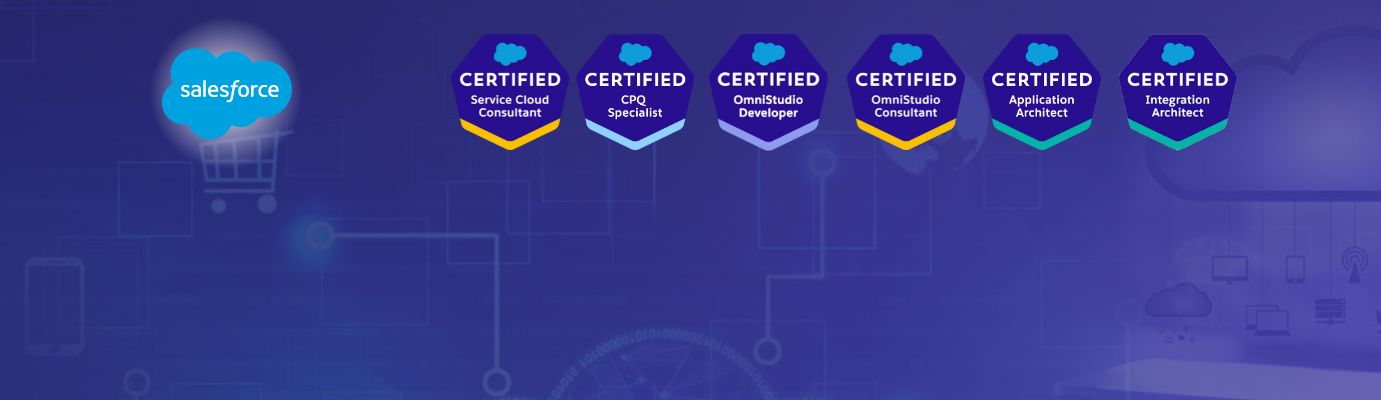 salesforce
CERTIFIED
Service Cloud
Consultant
CERTIFIED
CPQ
Specialist
CERTIFIED
OmniStudio
Developer
CERTIFIED
OmniStudio
Consultant
CERTIFIED
Application
Architect
CERTIFIED
Integration
Architect